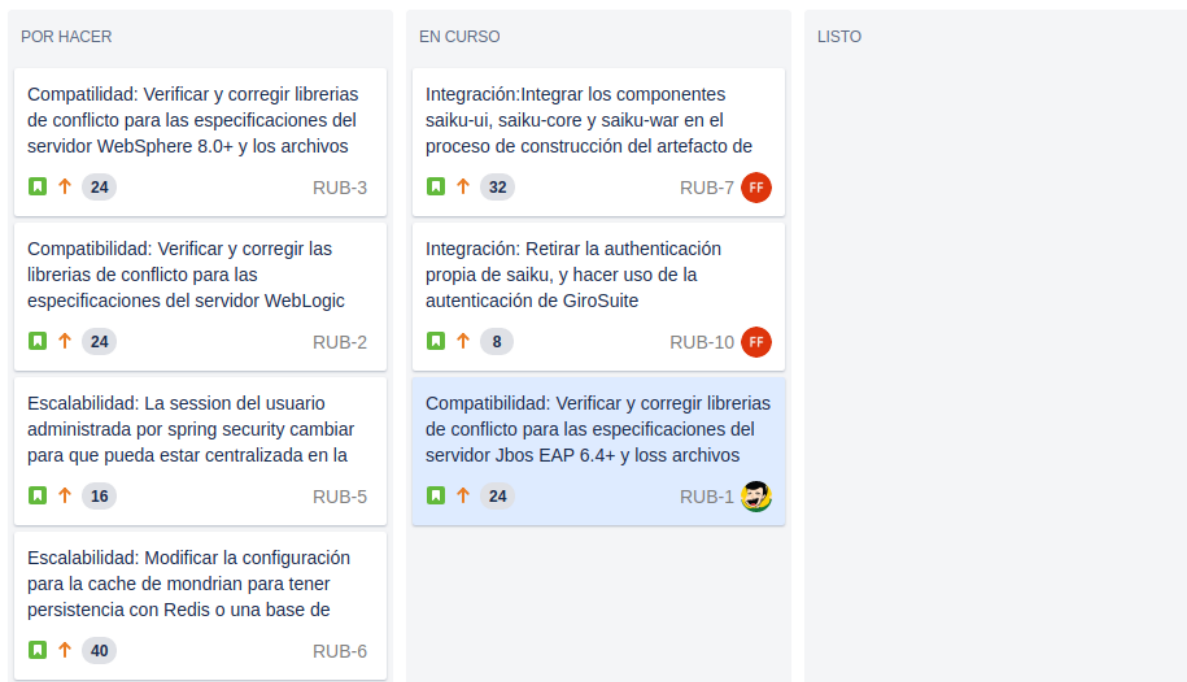 POR HACER
Compatilidad: Verificar y corregir librerias
de conflicto para las especificaciones del
servidor WebSphere 8.0+ y los archivos
24
RUB-3
Compatibilidad: Verificar y corregir las
librerias de conflicto para las
especificaciones del servidor WebLogic
24
RUB-2
Escalabilidad: La session del usuario
administrada por spring security cambiar
para que pueda estar centralizada en la
16
RUB-5
Escalabilidad: Modificar la configuración
para la cache de mondrian para tener
persistencia con Redis o una base de
40
RUB-6
EN CURSO
Integración:Integrar los componentes
saiku-ui, saiku-core y saiku-war en el
proceso de construcción del artefacto de
32
RUB-7
FF
Integración: Retirar la authenticación
propia de saiku, y hacer uso de la
autenticación de GiroSuite
8
RUB-10
FF
Compatibilidad: Verificar y corregir librerias
de conflicto para las especificaciones del
servidor Jbos EAP 6.4+ y loss archivos
24
RUB-1
LISTO